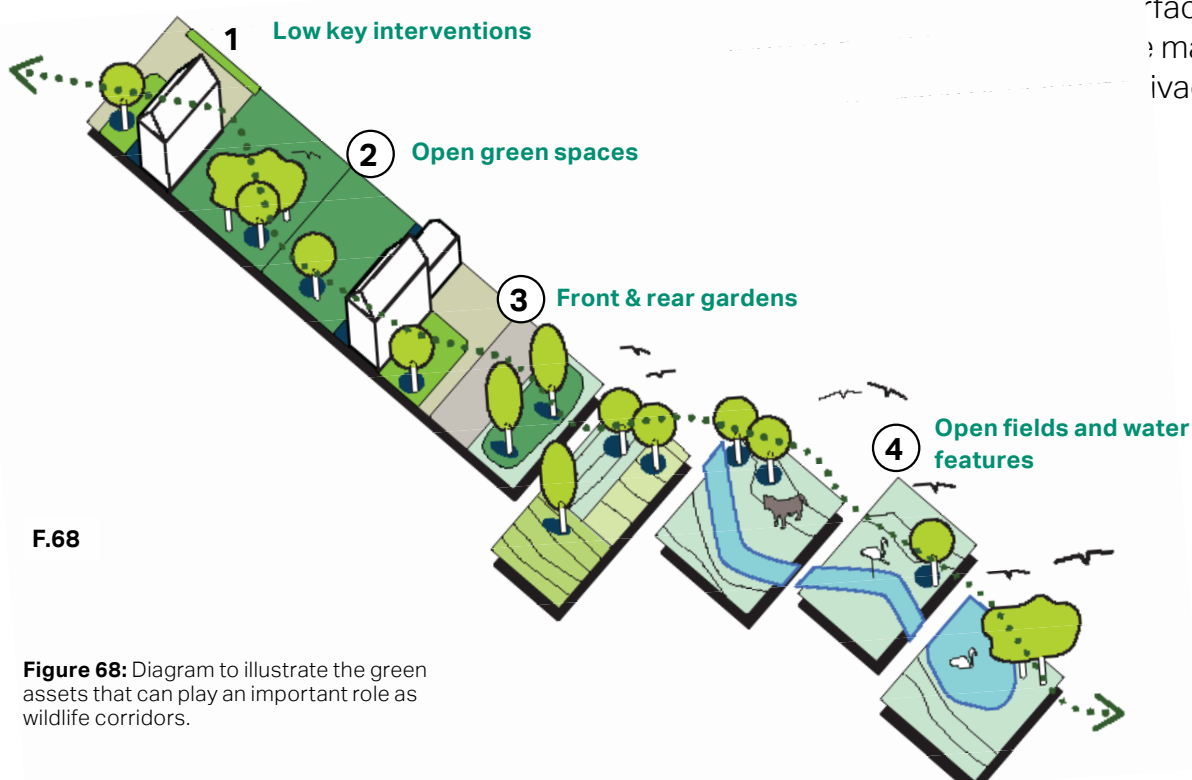 1 Low key interventions
2 Open green spaces
3 Front & rear gardens
4 Open fields and water
features
F.68
Figure 68: Diagram to illustrate the green
assets that can play an important role as
wildlife corridors.